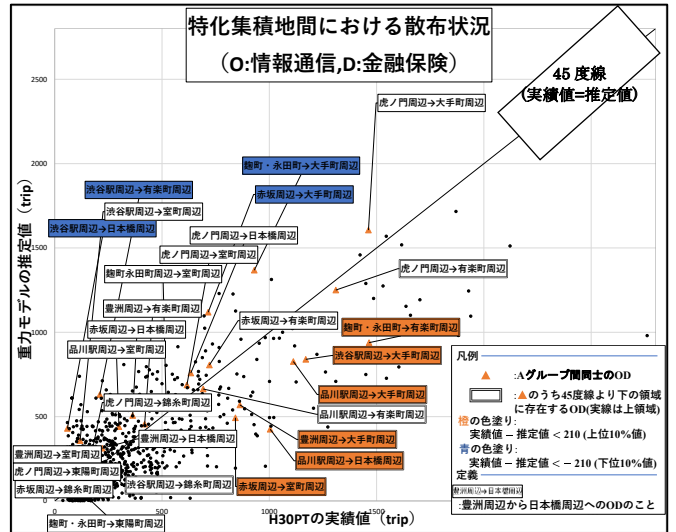 特化集積地間における散布状況
（O:情報通信,D:金融保険）
45 度線
(実績値=推定値)
重力モデルの推定値（trip）
2500
2000
1500
1000
500
0
虎ノ門周辺→大手町周辺
麹町・永田町→大手町周辺
渋谷駅周辺→有楽町周辺
赤坂周辺→大手町周辺
渋谷駅周辺→室町周辺
渋谷駅周辺→日本橋周辺
虎ノ門周辺→日本橋周辺
虎ノ門周辺→室町周辺
麹町永田町周辺→室町周辺
虎ノ門周辺→有楽町周辺
豊洲周辺→有楽町周辺
赤坂周辺→有楽町周辺
赤坂周辺→日本橋周辺
麹町・永田町→有楽町周辺
品川駅周辺→室町周辺
渋谷駅周辺→大手町周辺
品川駅周辺→大手町周辺
虎ノ門周辺→錦糸町周辺
品川駅周辺→有楽町周辺
豊洲周辺→日本橋周辺
豊洲周辺→大手町周辺
豊洲周辺→室町周辺
品川駅周辺→日本橋周辺
虎ノ門周辺→東陽町周辺
赤坂周辺→錦糸町周辺
渋谷駅周辺→錦糸町周辺
赤坂周辺→室町周辺
麹町・永田町→東陽町周辺
500
1000
1500
H30PTの実績値（trip）
凡例
▲ :Aグループ間同士のOD
:▲のうち45度線より下の領域
に存在するOD(実線は上領域)
橙の色塗り:
実績値－推定値 < 210 (上位10%値)
青の色塗り:
実績値－推定値 < －210 (下位10%値)
定義
豊洲周辺→日本橋周辺
:豊洲周辺から日本橋周辺へのODのこと